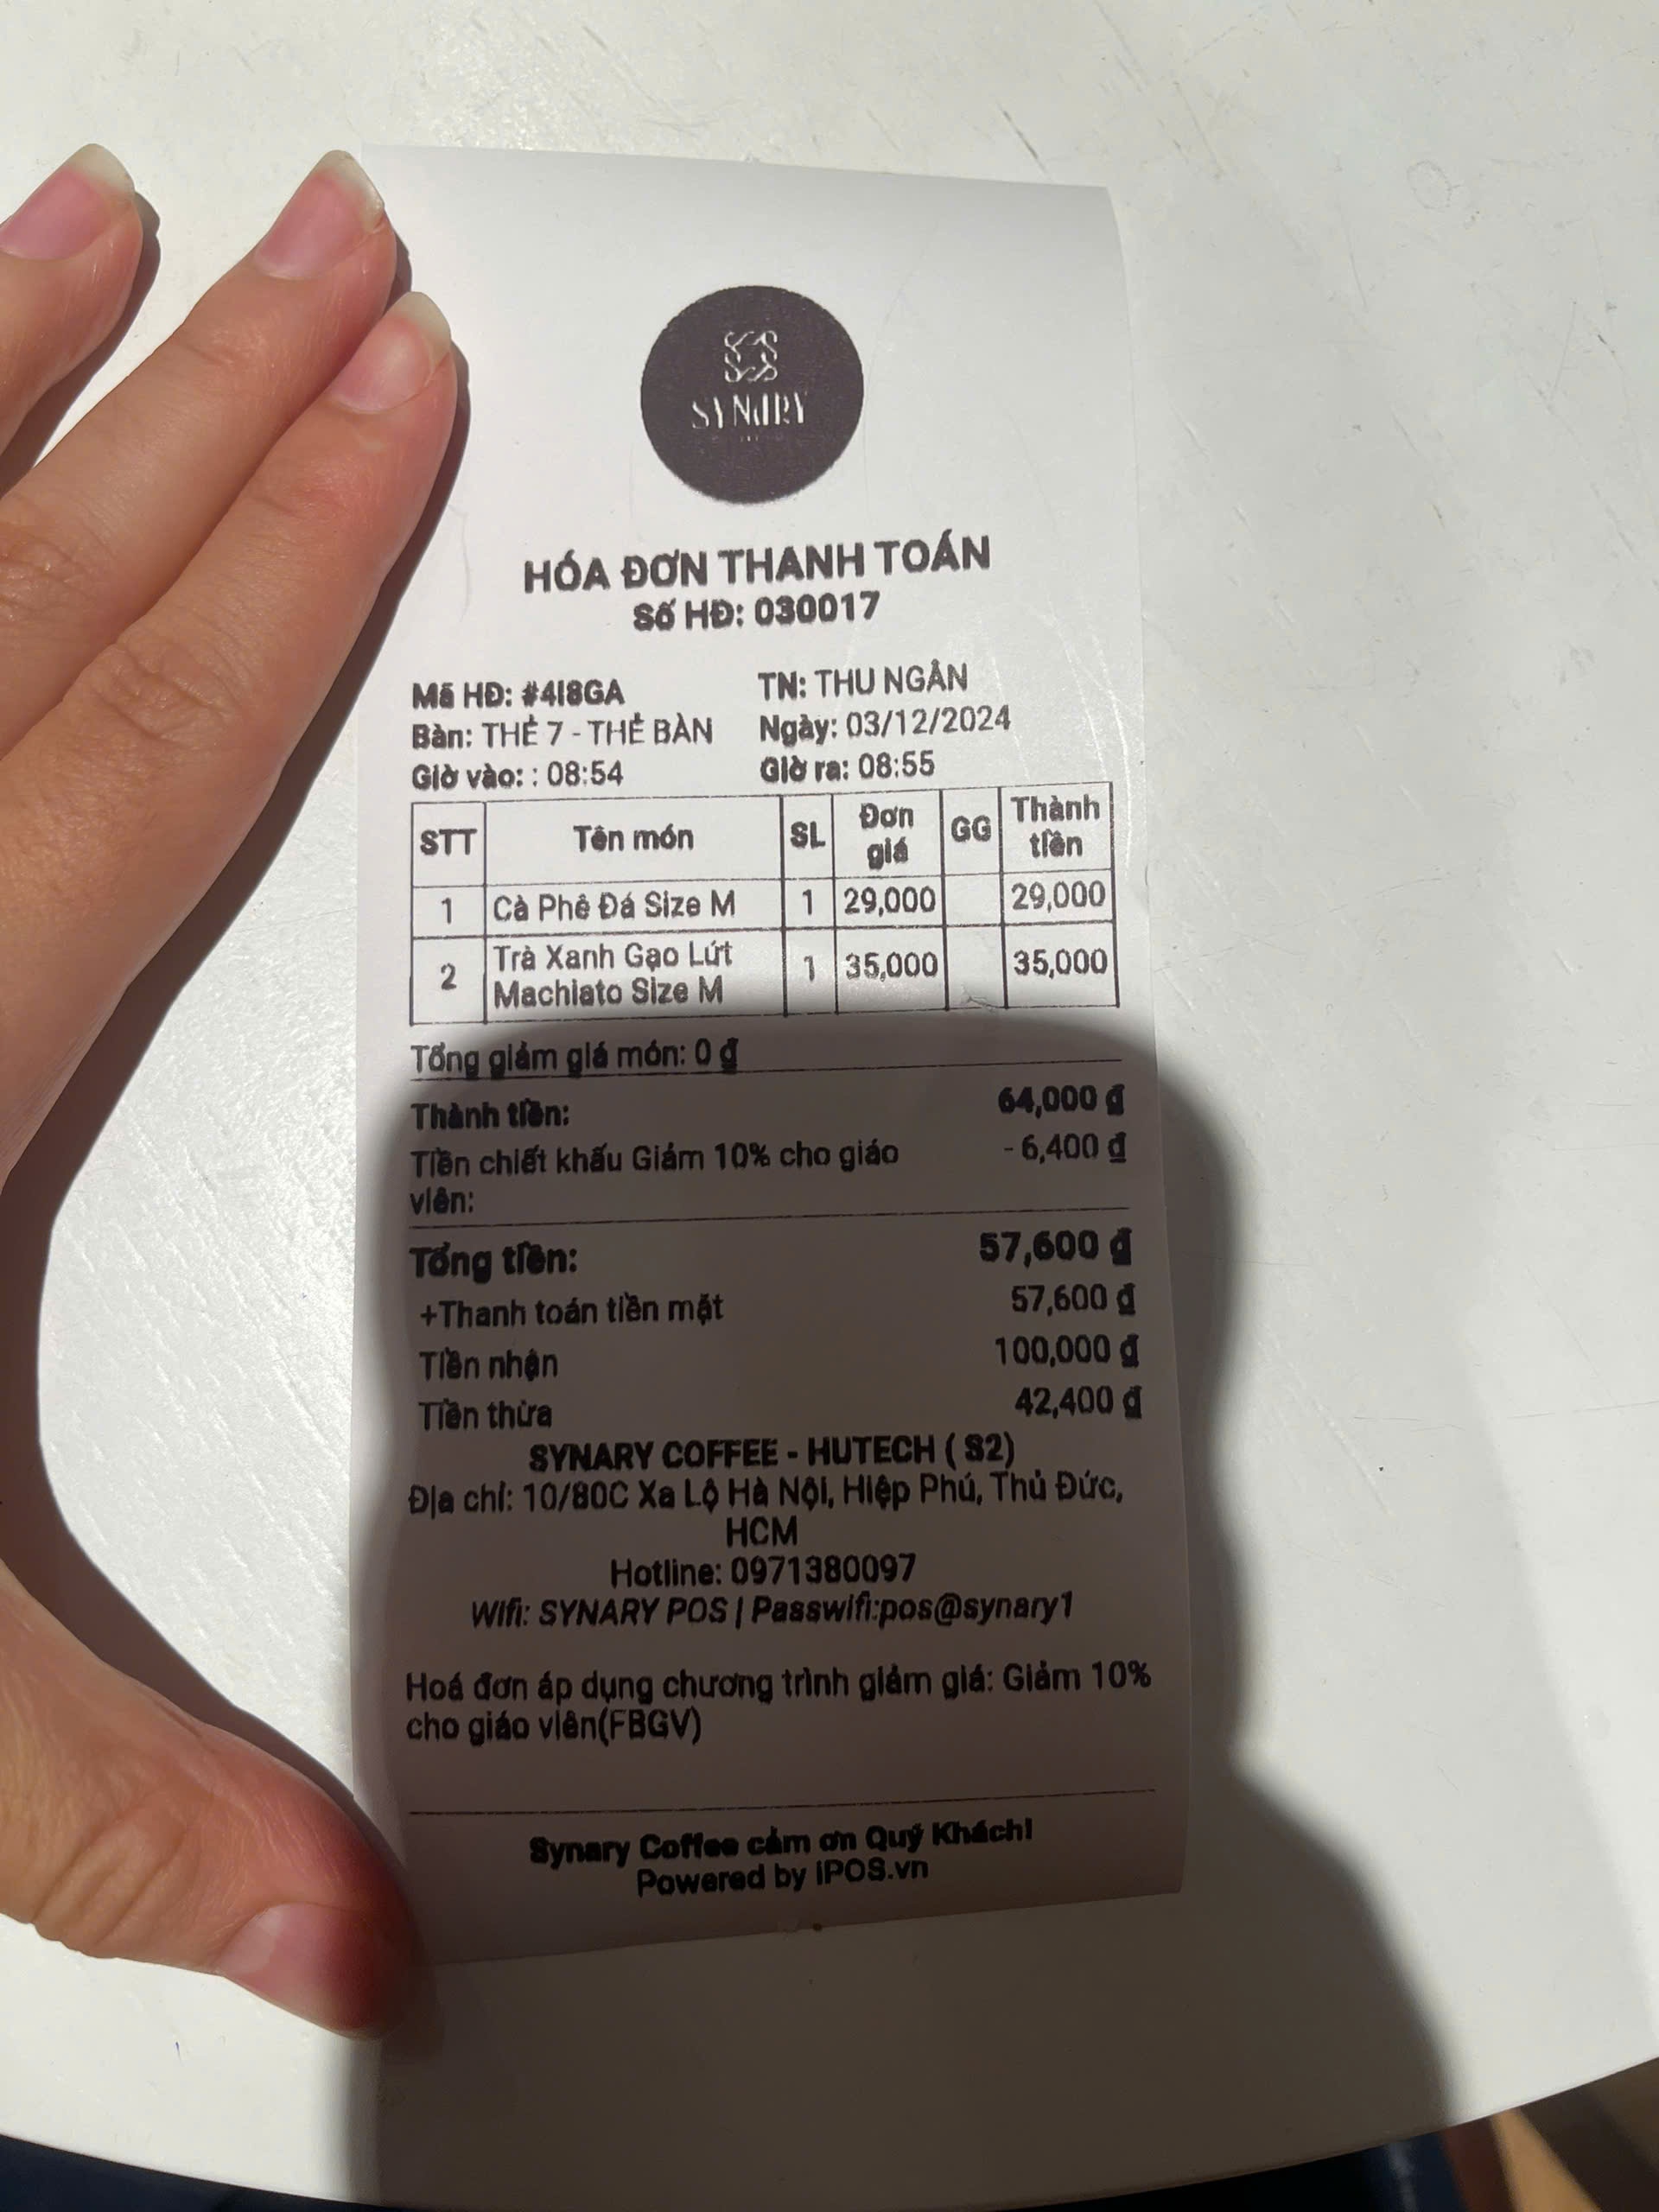 SYNARY
HÓA ĐƠN THANH TOÁN
Số HĐ: 030017
Mã HĐ: #4I8GA TN: THU NGÂN
Bàn: THẺ 7 - THẺ BÀN Ngày: 03/12/2024
Giờ vào: : 08:54 Giờ ra: 08:55
STT Tên món SL Đơn giá GG Thành tiền
1 Cà Phê Đá Size M 1 29,000 29,000
2 Trà Xanh Gạo Lứt 1 35,000 35,000
Machiato Size M
Tổng giảm giá món: 0 đ
Thành tiền: 64,000 đ
Tiền chiết khấu Giảm 10% cho giáo - 6,400 đ
viên:
Tổng tiền: 57,600 đ
+Thanh toán tiền mặt 57,600 đ
Tiền nhận 100,000 đ
Tiền thừa 42,400 đ
SYNARY COFFEE - HUTECH ( S2)
Địa chỉ: 10/80C Xa Lộ Hà Nội, Hiệp Phú, Thủ Đức,
HCM
Hotline: 0971380097
Wifi: SYNARY POS | Passwifi:pos@synary1
Hoá đơn áp dụng chương trình giảm giá: Giảm 10%
cho giáo viên(FBGV)
Synary Coffee cảm ơn Quý Khách!
Powered by iPOS.vn